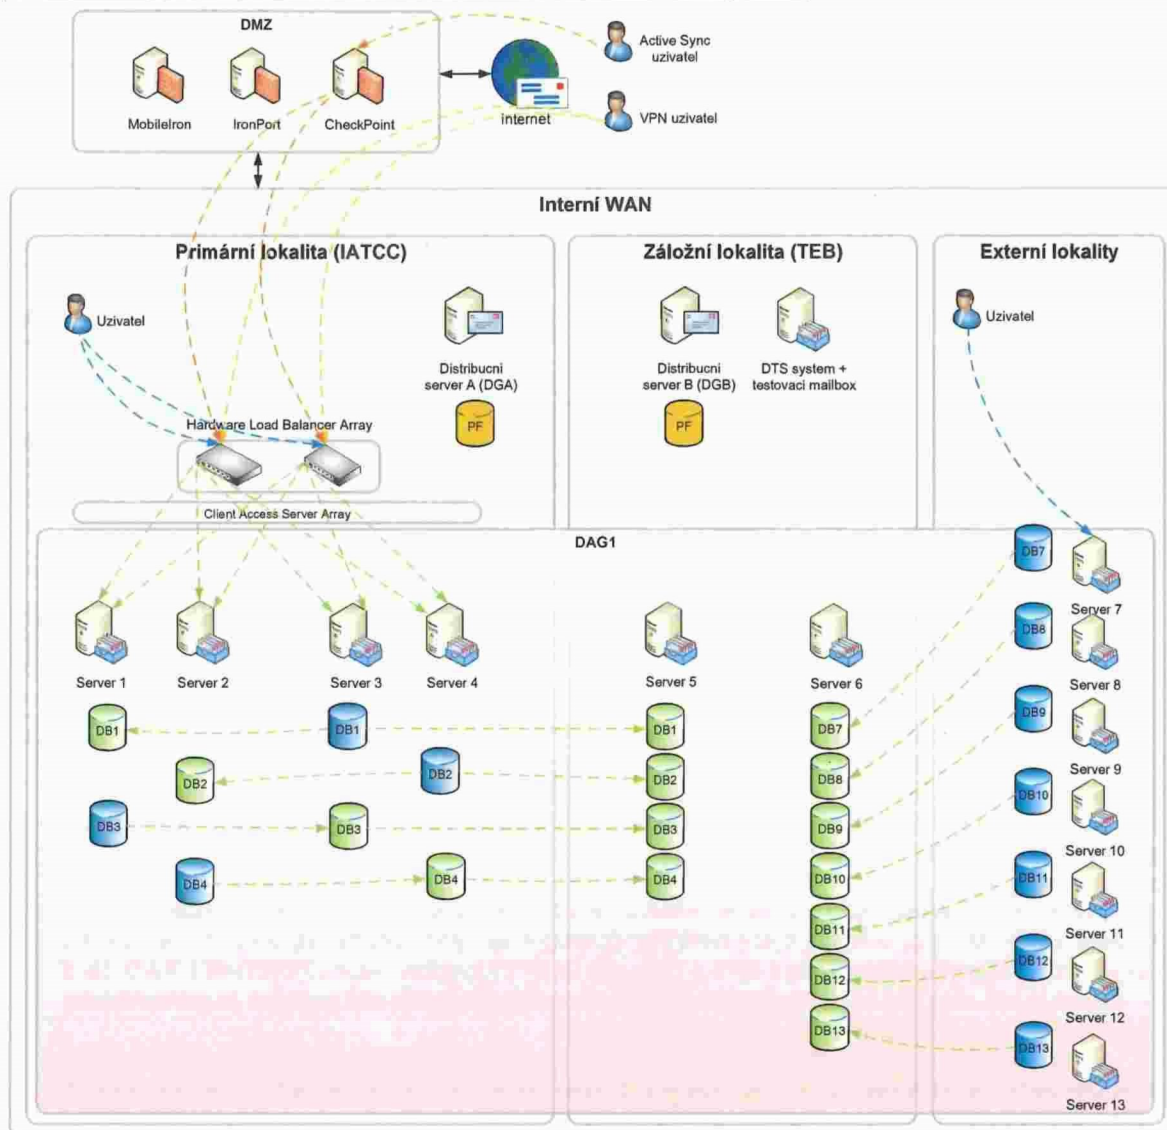 DMZ
MobileIron
IronPort
CheckPoint
internet
Active Sync
uzivatel
VPN uzivatel
Interní WAN
Primární lokalita (IATCC)
Záložní lokalita (TEB)
Externí lokality
Uzivatel
Distribucni
server A (DGA)
PF
Distribucni
server B (DGB)
PF
DTS system +
testovaci mailbox
Uzivatel
Hardware Load Balancer Array
Client Access Server Array
DAG1
Server 1
Server 2
Server 3
Server 4
Server 5
Server 6
DB1
DB1
DB1
DB2
DB2
DB2
DB3
DB3
DB3
DB4
DB4
DB4
DB7
DB8
DB9
DB10
DB11
DB12
DB13
DB7
Server 7
DB8
Server 8
DB9
Server 9
DB10
Server 10
DB11
Server 11
DB12
Server 12
DB13
Server 13